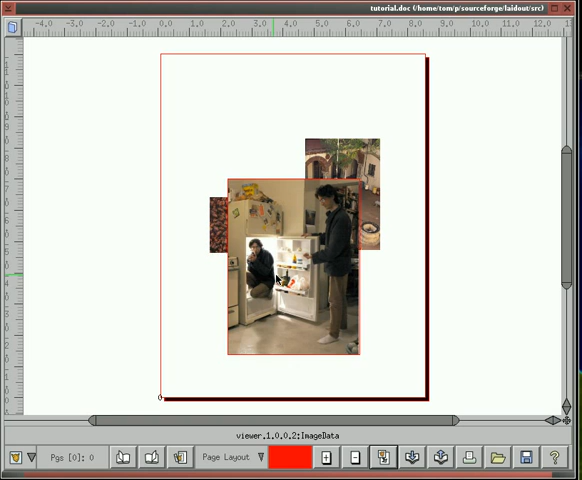 tutorial.doc (/home/tom/p/sourceforge/laidout/src)
-4,0 -3,0 -2,0 -1,0 0,0 1,0 2,0 3,0 4,0 5,0 6,0 7,0 8,0 9,0 10,0 11,0 12,0
viewer.1.0.0.2:ImageData
Pgs [0]: 0
Page Layout
?